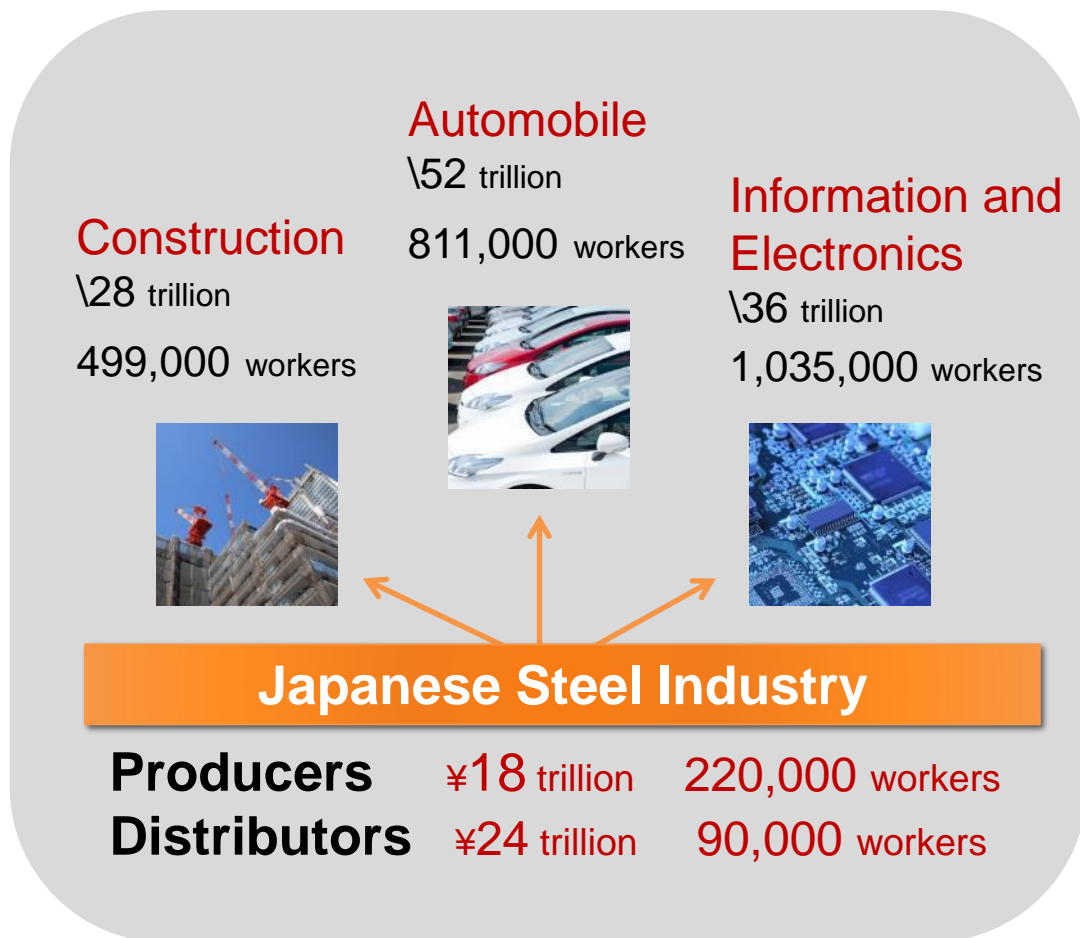 Automobile
\52 trillion
811,000 workers
Information and
Electronics
\36 trillion
1,035,000 workers
Construction
\28 trillion
499,000 workers
Japanese Steel Industry
Producers ¥18 trillion 220,000 workers
Distributors ¥24 trillion 90,000 workers